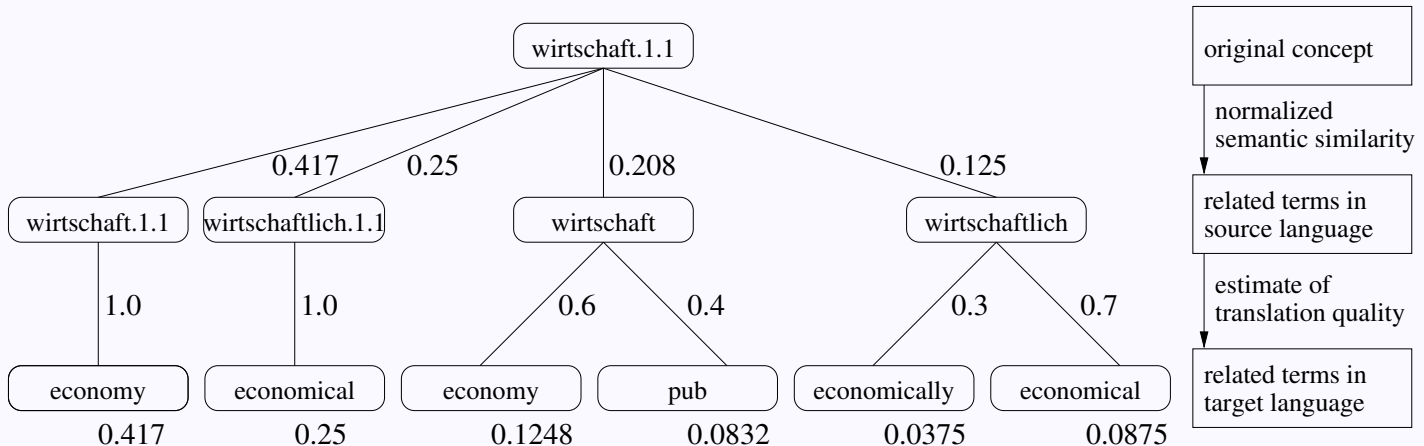 wirtschaft.1.1
original concept
normalized
semantic similarity
0.417
0.25
0.208
0.125
wirtschaft.1.1
wirtschaftlich.1.1
wirtschaft
wirtschaftlich
related terms in
source language
1.0
1.0
0.6
0.4
0.3
0.7
estimate of
translation quality
economy
economical
economy
pub
economically
economical
related terms in
target language
0.417
0.25
0.1248
0.0832
0.0375
0.0875